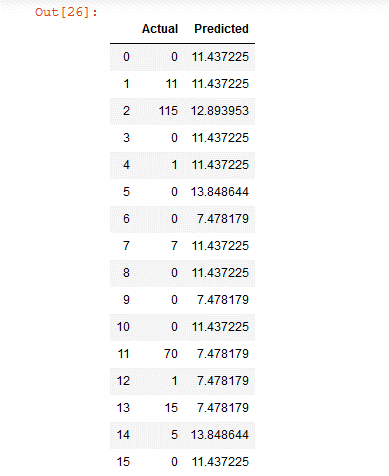 Out[26]:
Actual Predicted
0 0 11.437225
1 11 11.437225
2 115 12.893953
3 0 11.437225
4 1 11.437225
5 0 13.848644
6 0 7.478179
7 7 11.437225
8 0 11.437225
9 0 7.478179
10 0 11.437225
11 70 7.478179
12 1 7.478179
13 15 7.478179
14 5 13.848644
15 0 11.437225